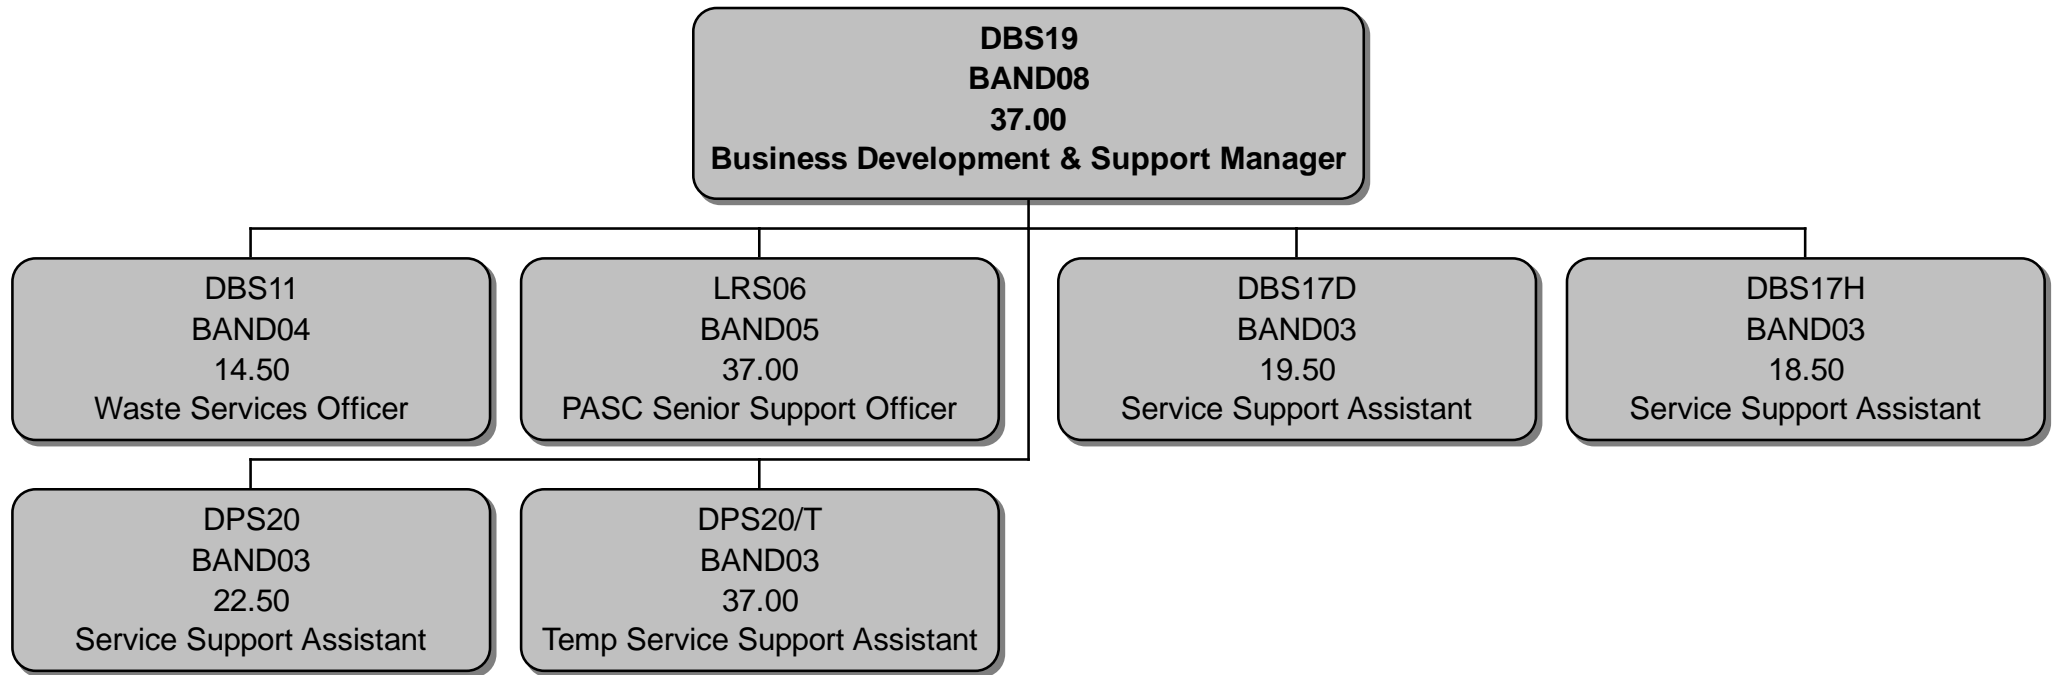 DBS19
BAND08
37.00
Business Development & Support Manager
DBS11
BAND04
14.50
Waste Services Officer
LRS06
BAND05
37.00
PASC Senior Support Officer
DBS17D
BAND03
19.50
Service Support Assistant
DBS17H
BAND03
18.50
Service Support Assistant
DPS20
BAND03
22.50
Service Support Assistant
DPS20/T
BAND03
37.00
Temp Service Support Assistant